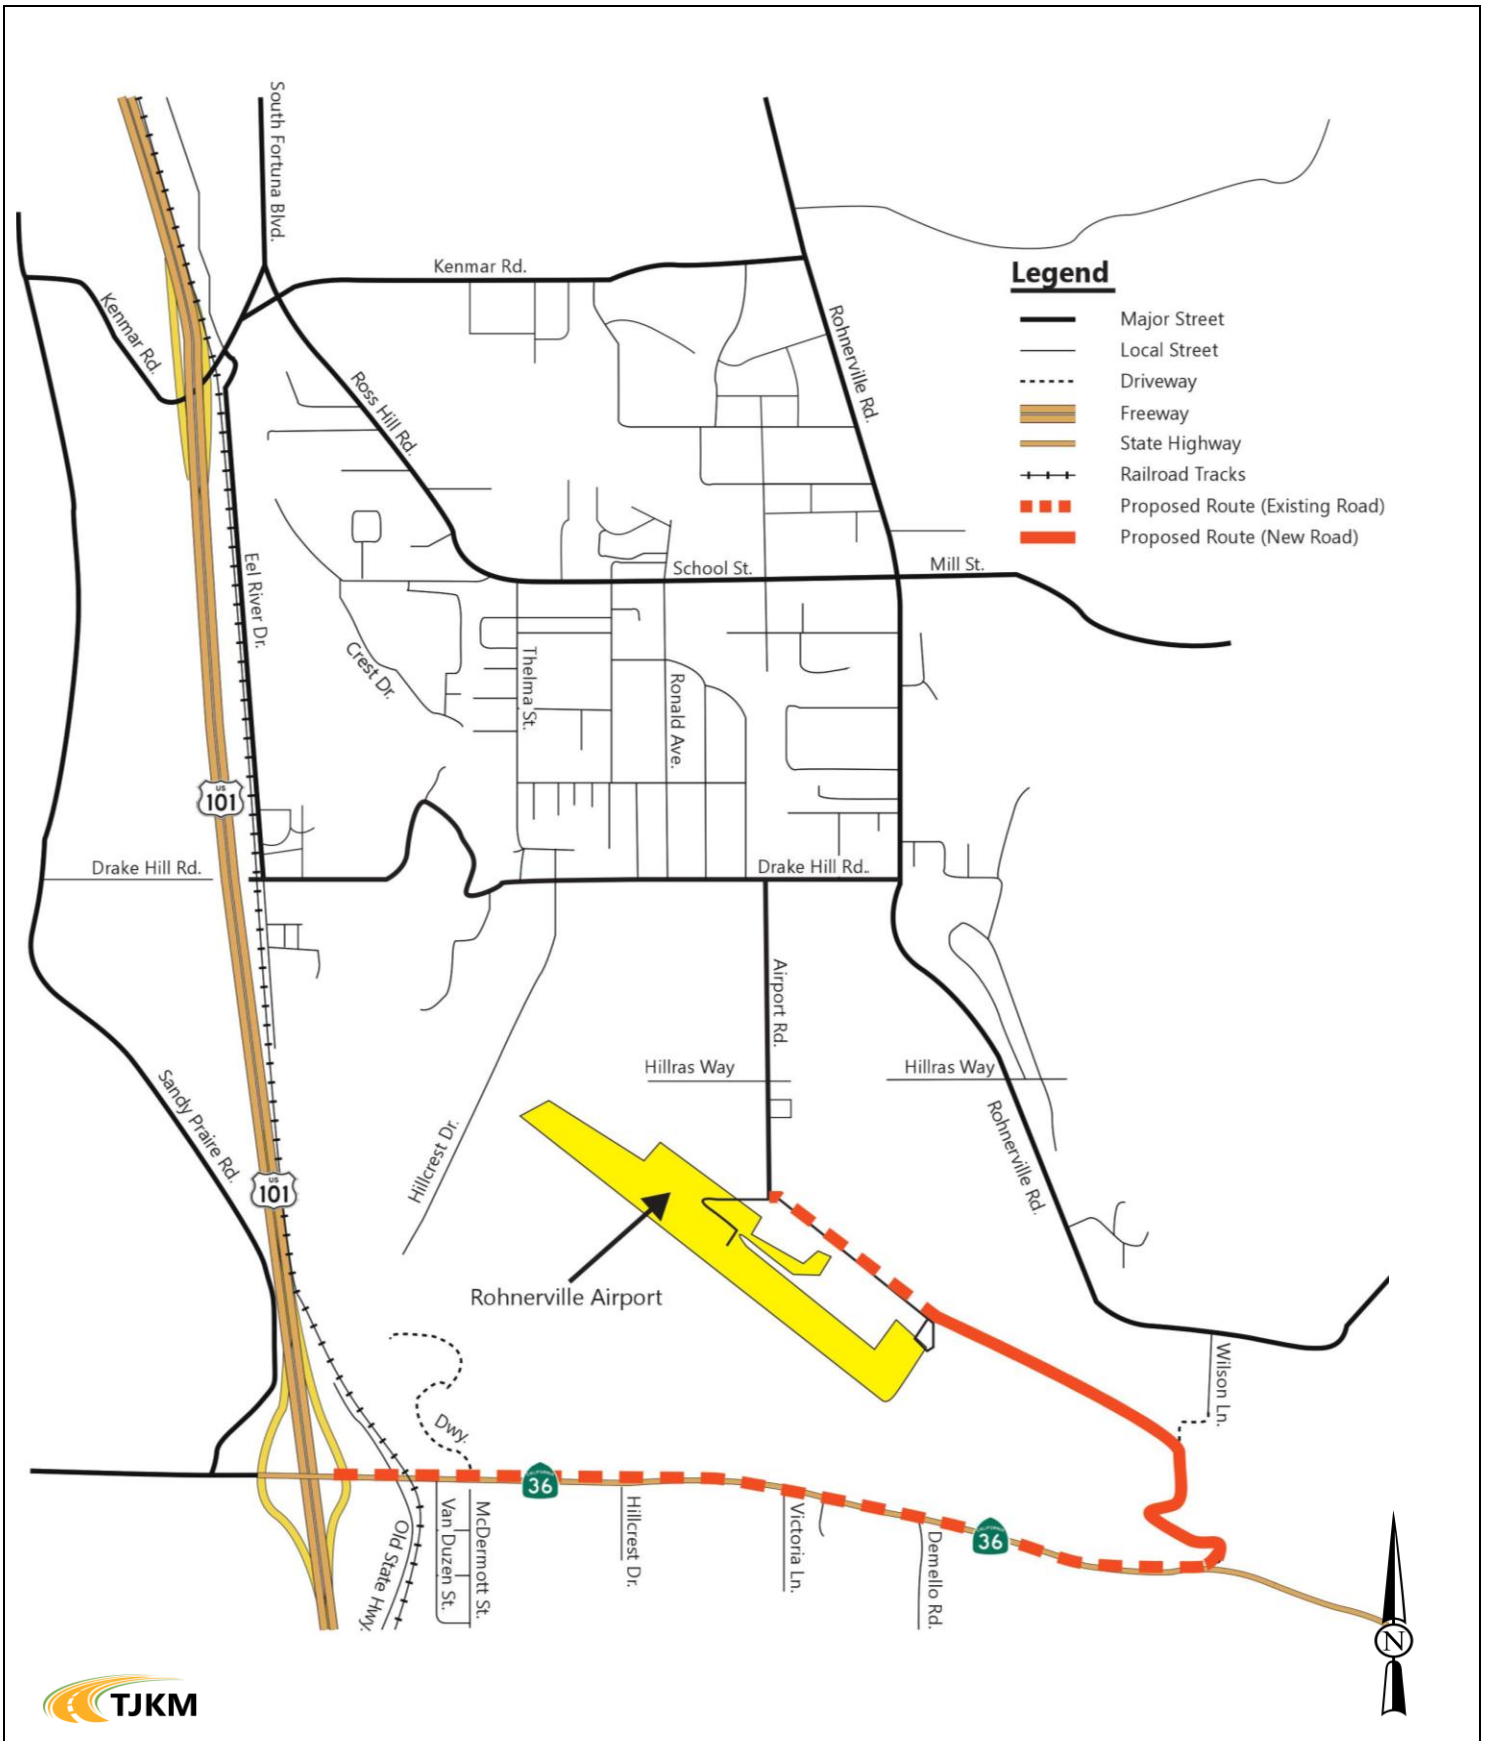 South Fortuna Blvd.
Kenmar Rd.
Kenmar Rd.
Ross Hill Rd.
Rohnerville Rd.
Legend
Major Street
Local Street
Driveway
Freeway
State Highway
Railroad Tracks
Proposed Route (Existing Road)
Proposed Route (New Road)
Eel River Dr.
School St.
Mill St.
Crest Dr.
Thelma St.
Ronald Ave.
US
101
Drake Hill Rd.
Drake Hill Rd..
Airport Rd.
Hillras Way
Hillras Way
Sandy Praire Rd.
Hillcrest Dr.
Rohnerville Rd.
US
101
Rohnerville Airport
Wilson Ln.
Dwy.
CALIFORNIA
36
Old State Hwy.
Van Duzen St.
McDermott St.
Hillcrest Dr.
Victoria Ln.
Demello Rd.
CALIFORNIA
36
N
TJKM